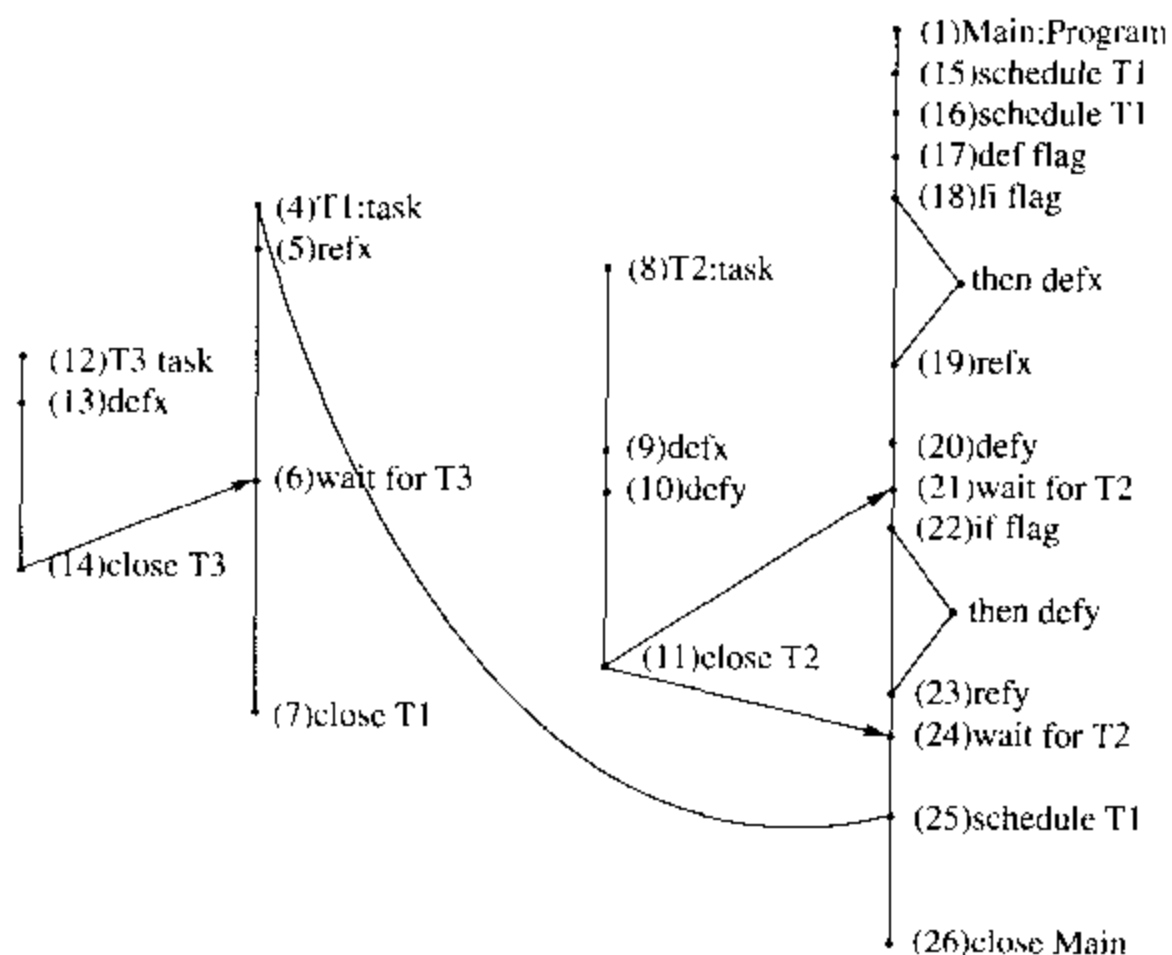 (1)Main:Program
(15)schedule T1
(16)schedule T1
(17)def flag
(18)fi flag
then defx
(19)refx
(20)defy
(21)wait for T2
(22)if flag
then defy
(23)refy
(24)wait for T2
(25)schedule T1
(26)close Main
(4)T1:task
(5)refx
(6)wait for T3
(7)close T1
(8)T2:task
(9)defx
(10)defy
(11)close T2
(12)T3 task
(13)defx
(14)close T3